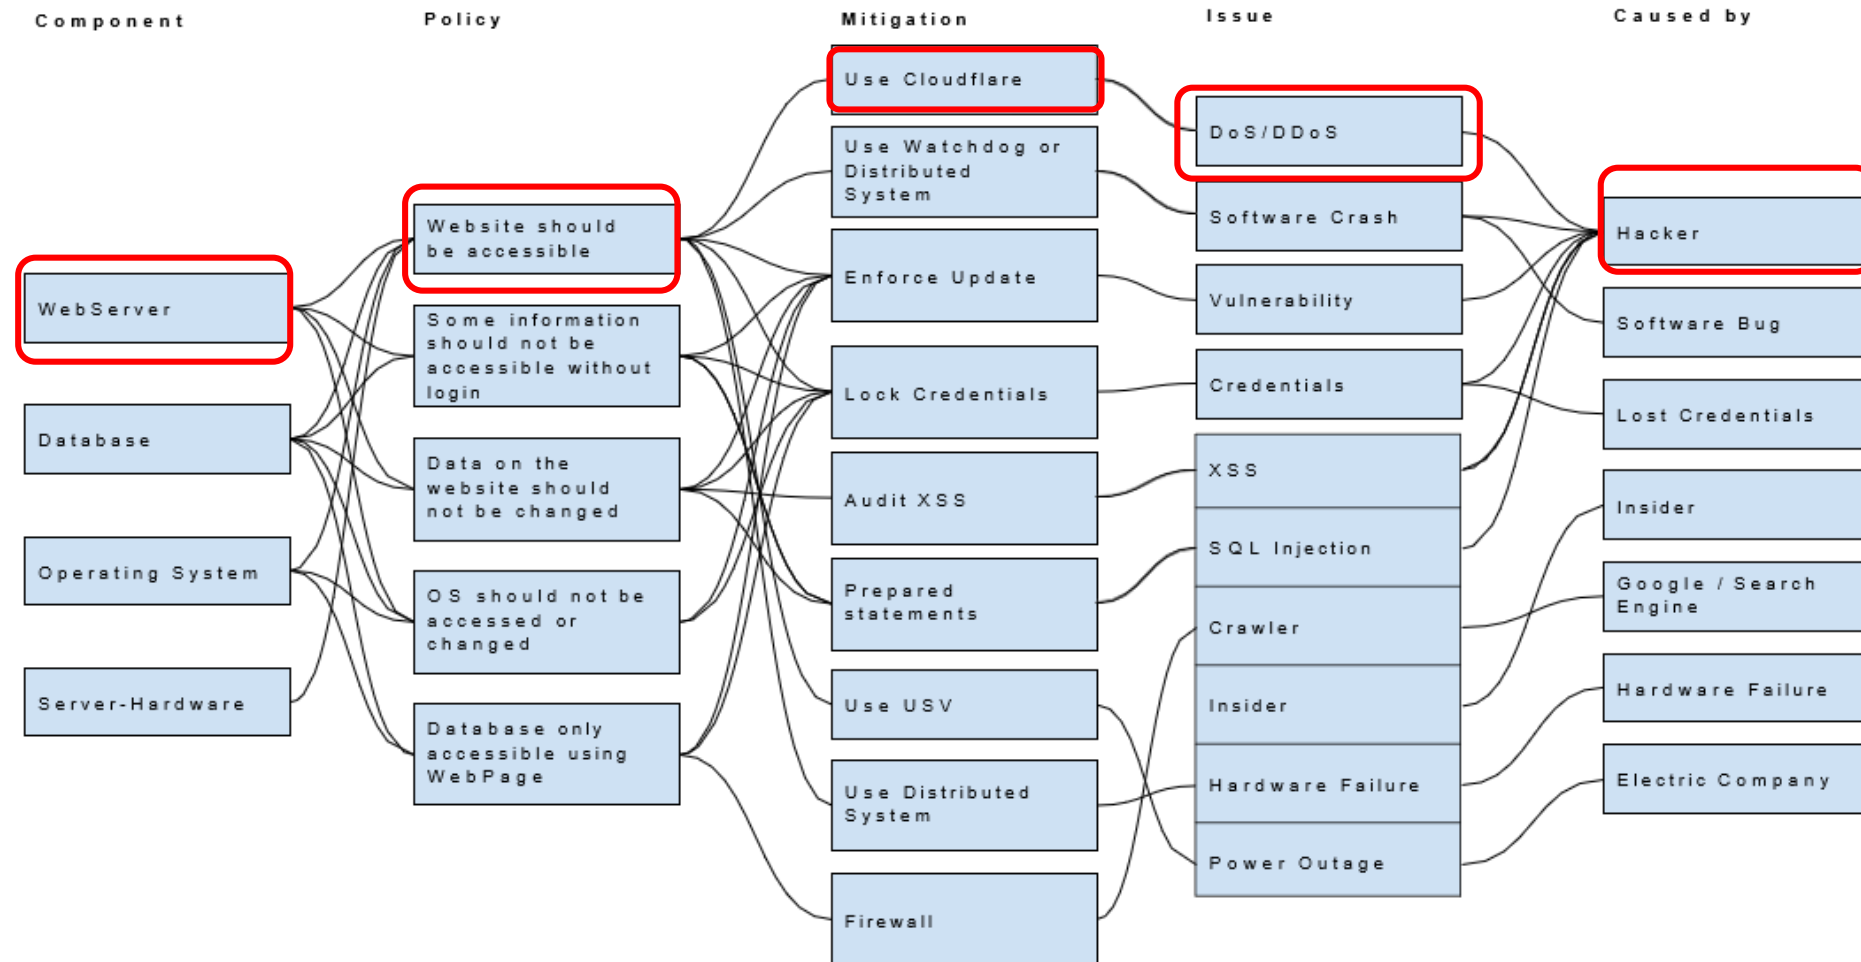 Component
Policy
Mitigation
Issue
Caused by
WebServer
Database
Operating System
Server-Hardware
Website should
be accessible
Some information
should not be
accessible without
login
Data on the
website should
not be changed
OS should not be
accessed or
changed
Database only
accessible using
WebPage
Use Cloudflare
Use Watchdog or
Distributed
System
Enforce Update
Lock Credentials
Audit XSS
Prepared
statements
Use USV
Use Distributed
System
Firewall
DoS/DDoS
Software Crash
Vulnerability
Credentials
XSS
SQL Injection
Crawler
Insider
Hardware Failure
Power Outage
Hacker
Software Bug
Lost Credentials
Insider
Google / Search
Engine
Hardware Failure
Electric Company